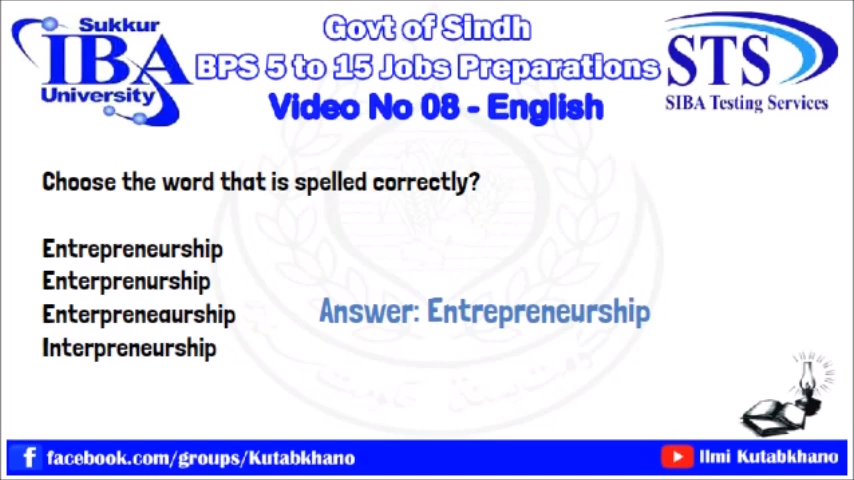 Sukkur
IBA
University
Govt of Sindh
BPS 5 to 15 Jobs Preparations
Video No 08 - English
STS
SIBA Testing Services
Choose the word that is spelled correctly?
Entrepreneurship
Enterprenurship
Enterpreneaurship
Interpreneurship
Answer: Entrepreneurship
facebook.com/groups/Kutabkhano
Ilmi Kutabkhano